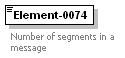 Element-0074
Number of segments in a
message